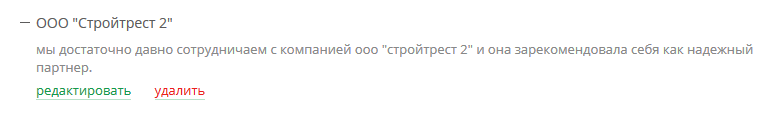 — ООО "Стройтрест 2"
мы достаточно давно сотрудничаем с компанией ооо "стройтрест 2" и она зарекомендовала себя как надежный
партнер.
редактировать удалить